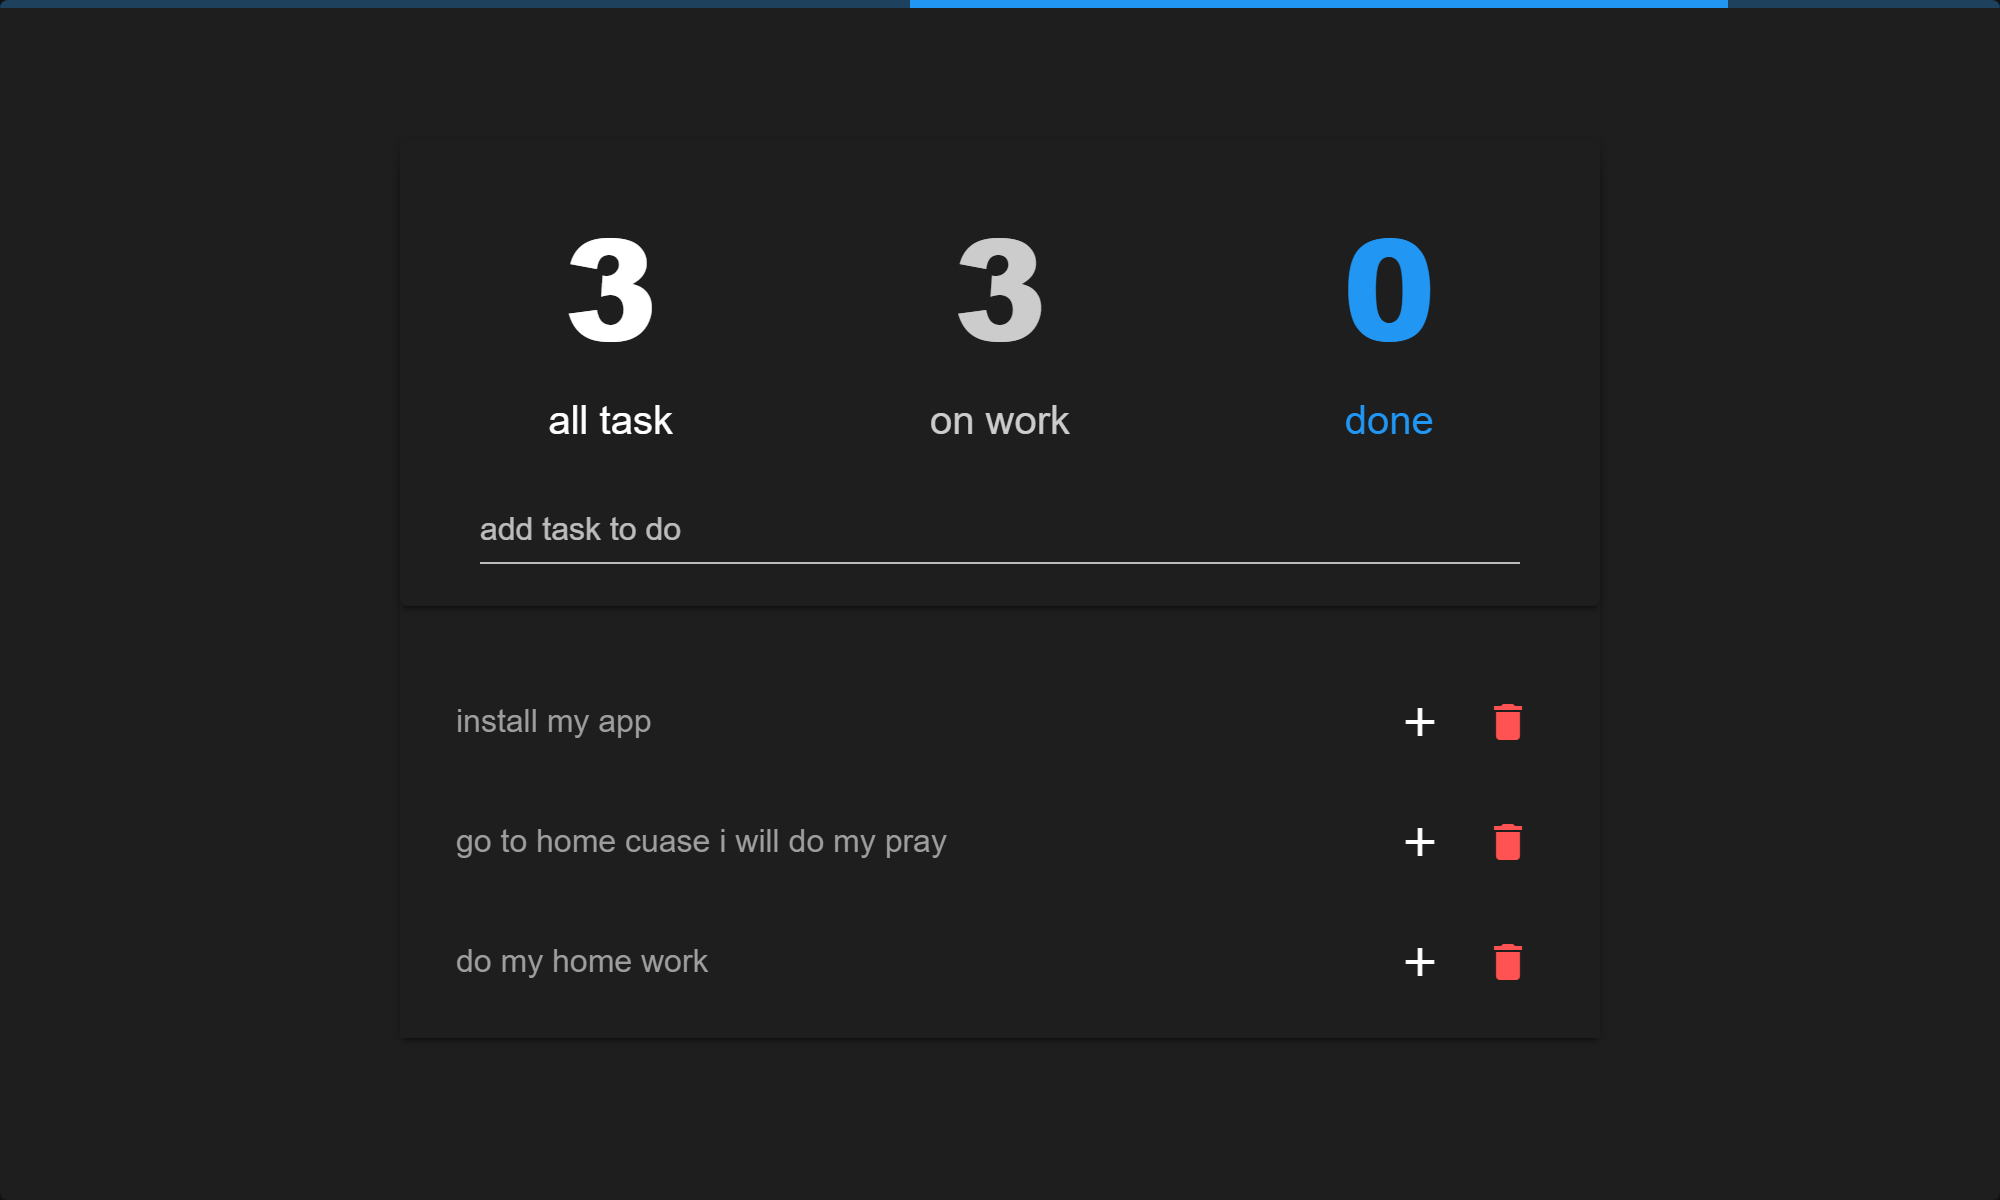 3 3 0
all task on work done
add task to do
install my app
go to home cuase i will do my pray
do my home work